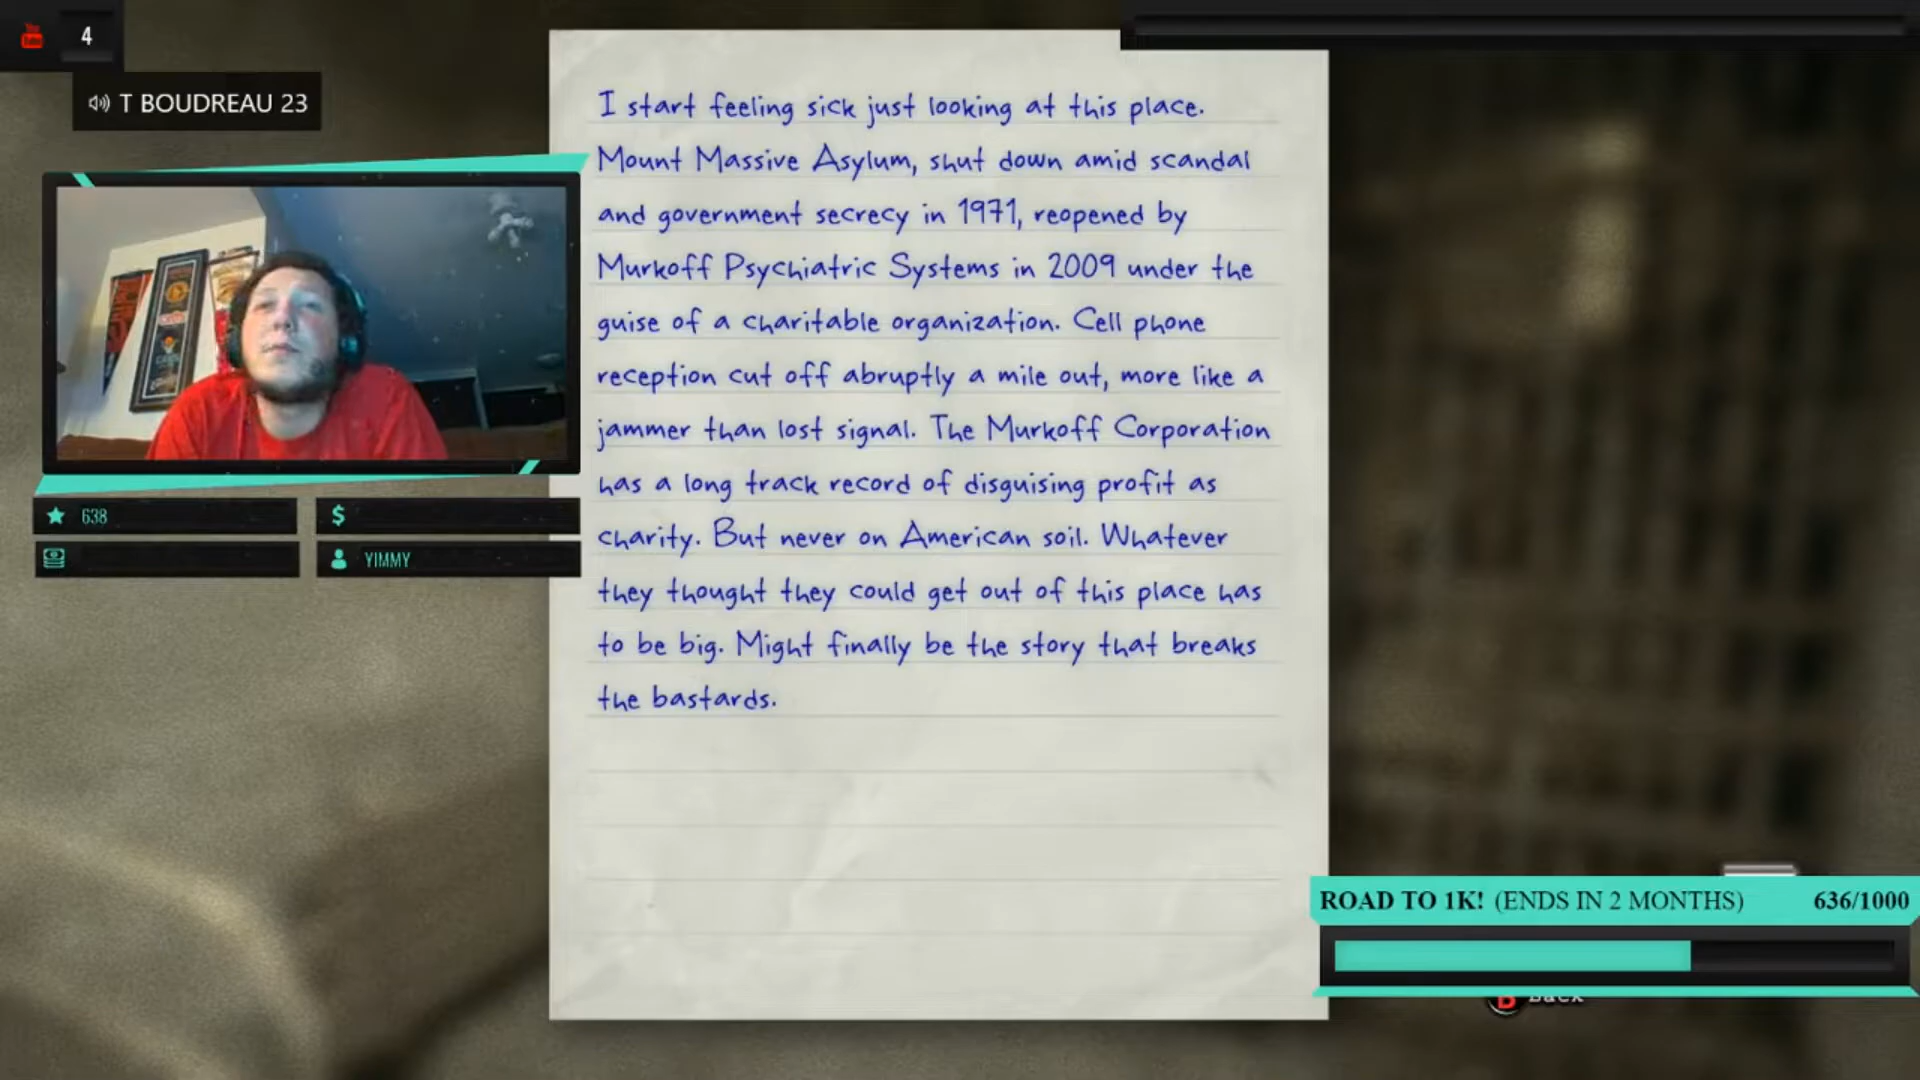 4
T BOUDREAU 23
I start feeling sick just looking at this place.
Mount Massive Asylum, shut down amid scandal
and government secrecy in 1971, reopened by
Murkoff Psychiatric Systems in 2009 under the
guise of a charitable organization. Cell phone
reception cut off abruptly a mile out, more like a
jammer than lost signal. The Murkoff Corporation
has a long track record of disguising profit as
charity. But never on American soil. Whatever
they thought they could get out of this place has
to be big. Might finally be the story that breaks
the bastards.
638
$
YIMMY
ROAD TO 1K! (ENDS IN 2 MONTHS) 636/1000
B Back